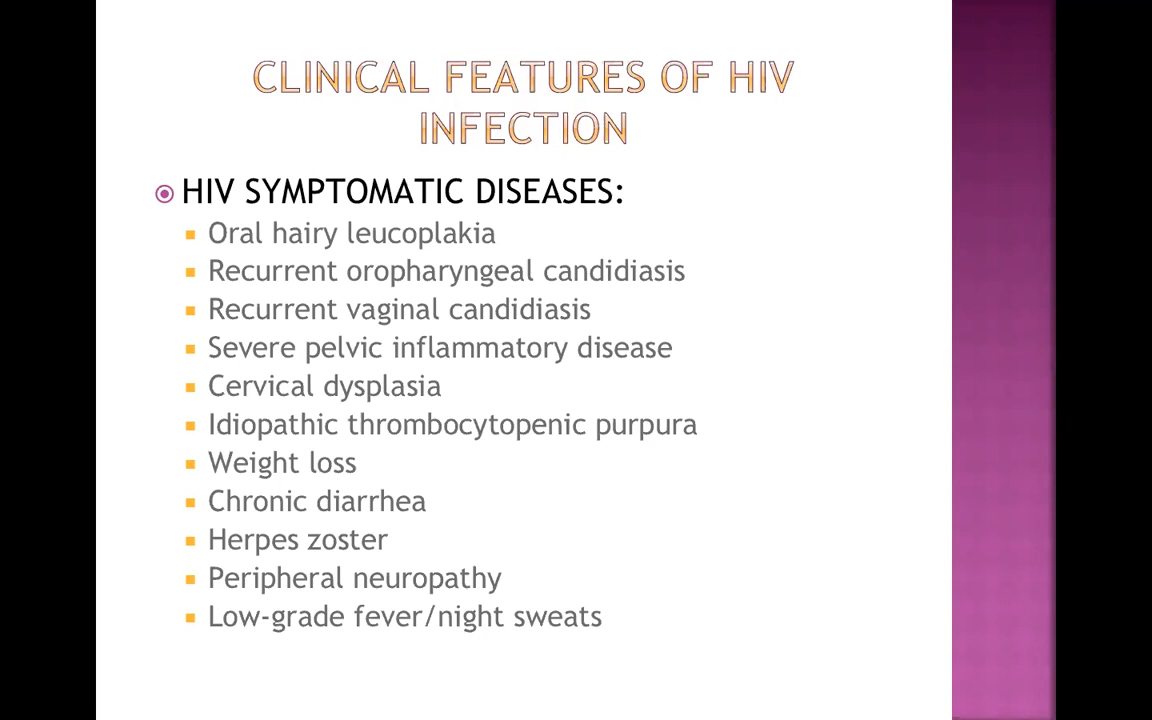 CLINICAL FEATURES OF HIV
INFECTION
HIV SYMPTOMATIC DISEASES:
Oral hairy leucoplakia
Recurrent oropharyngeal candidiasis
Recurrent vaginal candidiasis
Severe pelvic inflammatory disease
Cervical dysplasia
Idiopathic thrombocytopenic purpura
Weight loss
Chronic diarrhea
Herpes zoster
Peripheral neuropathy
Low-grade fever/night sweats